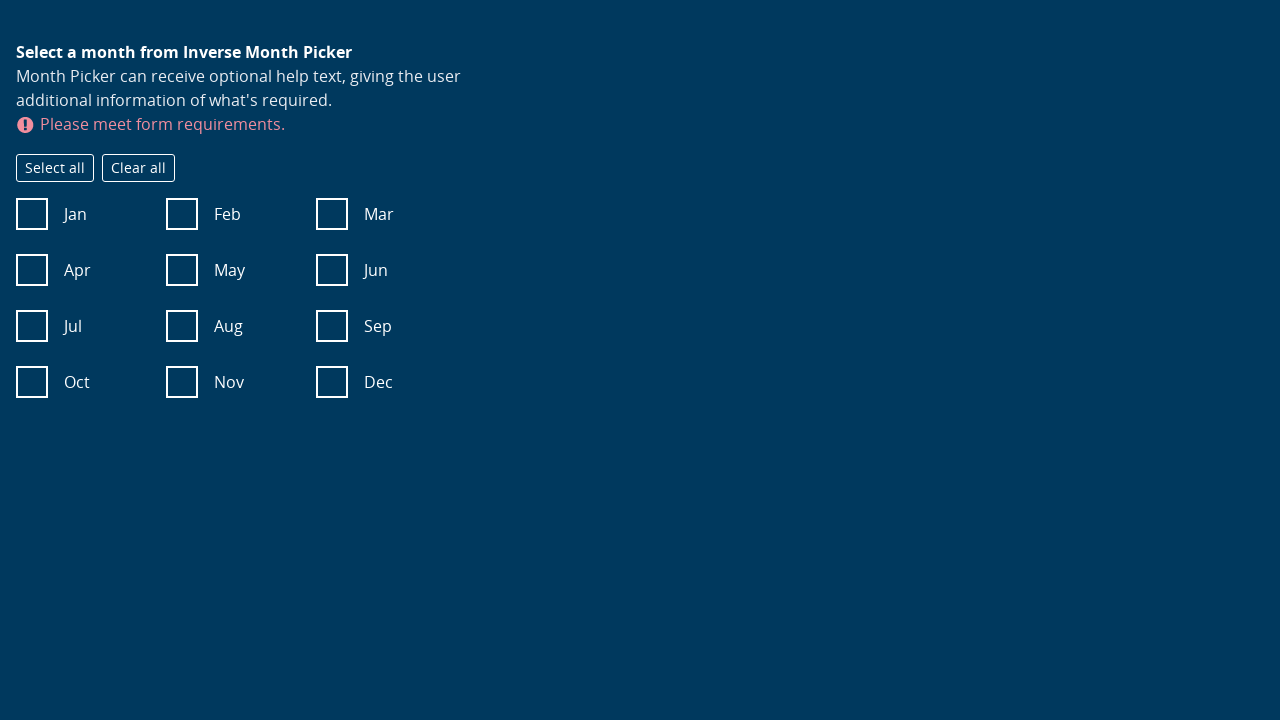 Select a month from Inverse Month Picker
Month Picker can receive optional help text, giving the user
additional information of what's required.
Please meet form requirements.
Select all Clear all
Jan Feb Mar
Apr May Jun
Jul Aug Sep
Oct Nov Dec